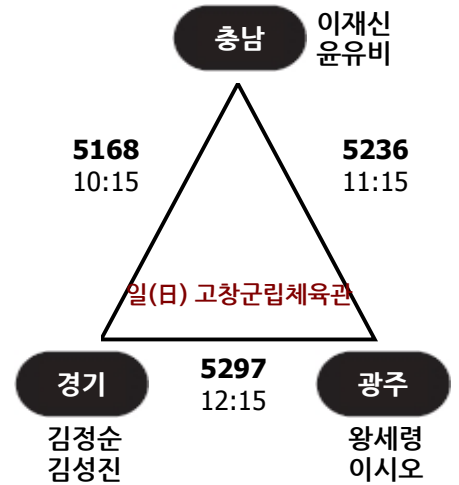 충남
이재신
윤유비
5168
10:15
5236
11:15
일(日) 고창군립체육관
경기
5297
12:15
광주
김정순
김성진
왕세령
이시오